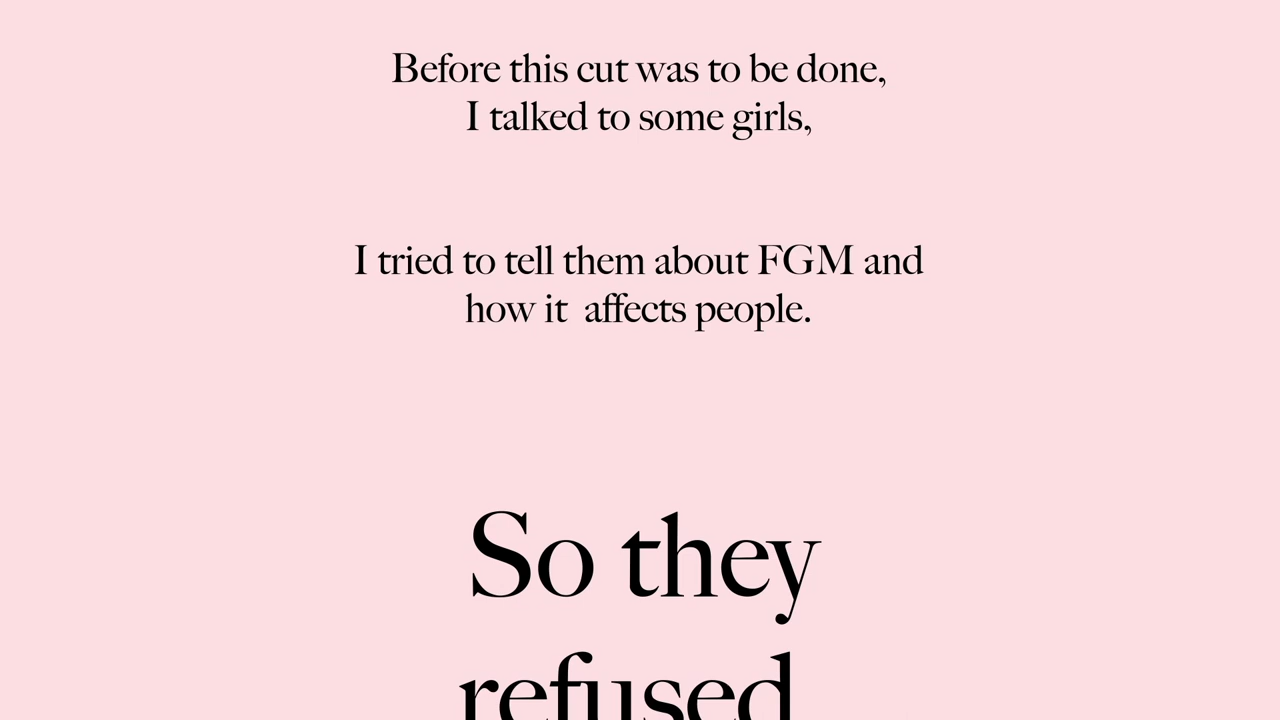 Before this cut was to be done,
I talked to some girls,
I tried to tell them about FGM and
how it  affects people.
So they
refused